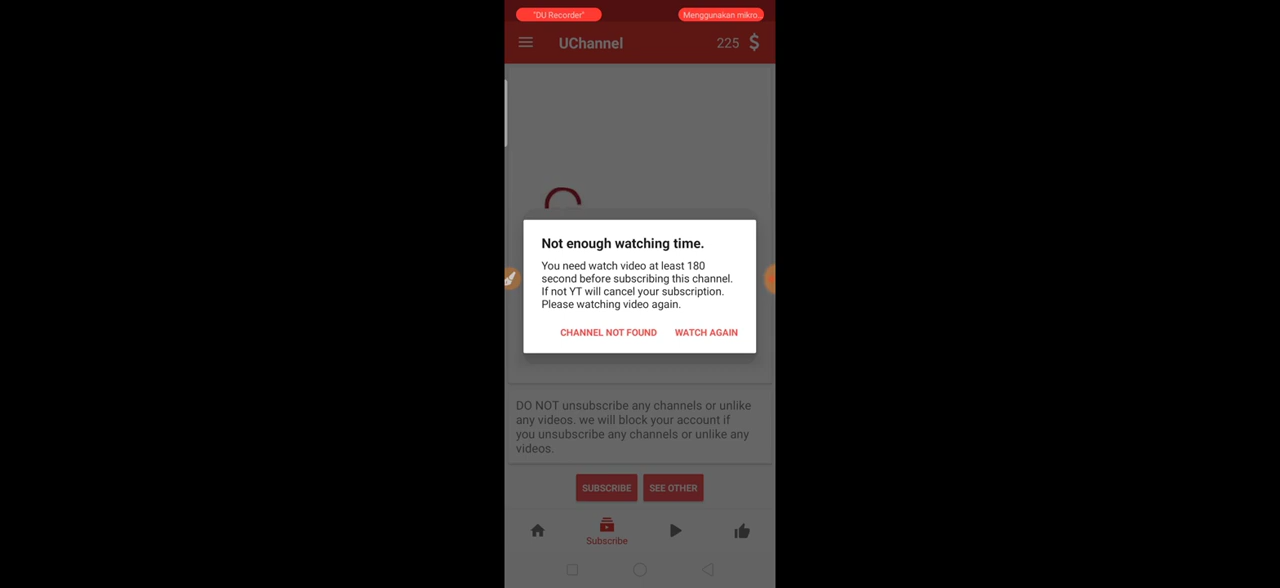 "DU Recorder"
Menggunakan mikro..
UChannel
225 $
Not enough watching time.
You need watch video at least 180
second before subscribing this channel.
If not YT will cancel your subscription.
Please watching video again.
CHANNEL NOT FOUND
WATCH AGAIN
DO NOT unsubscribe any channels or unlike
any videos. we will block your account if
you unsubscribe any channels or unlike any
videos.
SUBSCRIBE
SEE OTHER
Subscribe